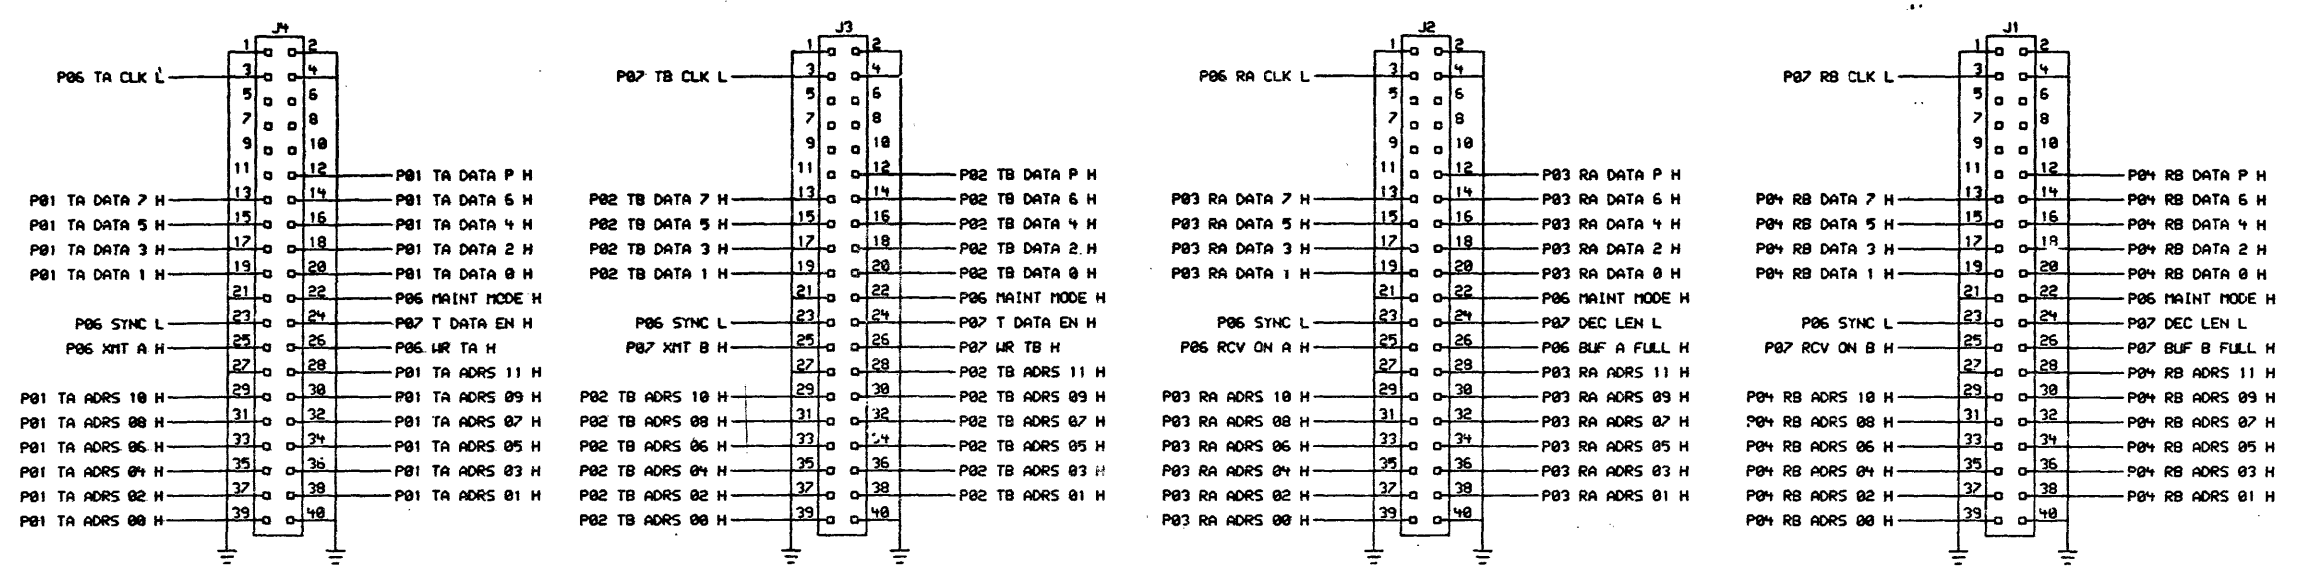 J4 J3 J2 J1
1 2 1 2 1 2 1 2
P06 TA CLK L 3 4 P07 TB CLK L 3 4 P06 RA CLK L 3 4 P07 RB CLK L 3 4
5 6 5 6 5 6 5 6
7 8 7 8 7 8 7 8
9 10 9 10 9 10 9 10
11 12 P01 TA DATA P H 11 12 P02 TB DATA P H 11 12 P03 RA DATA P H 11 12 P04 RB DATA P H
P01 TA DATA 7 H 13 14 P01 TA DATA 6 H P02 TB DATA 7 H 13 14 P02 TB DATA 6 H P03 RA DATA 7 H 13 14 P03 RA DATA 6 H P04 RB DATA 7 H 13 14 P04 RB DATA 6 H
P01 TA DATA 5 H 15 16 P01 TA DATA 4 H P02 TB DATA 5 H 15 16 P02 TB DATA 4 H P03 RA DATA 5 H 15 16 P03 RA DATA 4 H P04 RB DATA 5 H 15 16 P04 RB DATA 4 H
P01 TA DATA 3 H 17 18 P01 TA DATA 2 H P02 TB DATA 3 H 17 18 P02 TB DATA 2 H P03 RA DATA 3 H 17 18 P03 RA DATA 2 H P04 RB DATA 3 H 17 18 P04 RB DATA 2 H
P01 TA DATA 1 H 19 20 P01 TA DATA 0 H P02 TB DATA 1 H 19 20 P02 TB DATA 0 H P03 RA DATA 1 H 19 20 P03 RA DATA 0 H P04 RB DATA 1 H 19 20 P04 RB DATA 0 H
21 22 P06 MAINT MODE H 21 22 P06 MAINT MODE H 21 22 P06 MAINT MODE H 21 22 P06 MAINT MODE H
P06 SYNC L 23 24 P07 T DATA EN H P06 SYNC L 23 24 P07 T DATA EN H P06 SYNC L 23 24 P07 DEC LEN L P06 SYNC L 23 24 P07 DEC LEN L
P06 XMT A H 25 26 P06 WR TA H P07 XMT B H 25 26 P07 WR TB H P06 RCV ON A H 25 26 P06 BUF A FULL H P07 RCV ON B H 25 26 P07 BUF B FULL H
27 28 P01 TA ADRS 11 H 27 28 P02 TB ADRS 11 H 27 28 P03 RA ADRS 11 H 27 28 P04 RB ADRS 11 H
P01 TA ADRS 10 H 29 30 P01 TA ADRS 09 H P02 TB ADRS 10 H 29 30 P02 TB ADRS 09 H P03 RA ADRS 10 H 29 30 P03 RA ADRS 09 H P04 RB ADRS 10 H 29 30 P04 RB ADRS 09 H
P01 TA ADRS 08 H 31 32 P01 TA ADRS 07 H P02 TB ADRS 08 H 31 32 P02 TB ADRS 07 H P03 RA ADRS 08 H 31 32 P03 RA ADRS 07 H P04 RB ADRS 08 H 31 32 P04 RB ADRS 07 H
P01 TA ADRS 06 H 33 34 P01 TA ADRS 05 H P02 TB ADRS 06 H 33 34 P02 TB ADRS 05 H P03 RA ADRS 06 H 33 34 P03 RA ADRS 05 H P04 RB ADRS 06 H 33 34 P04 RB ADRS 05 H
P01 TA ADRS 04 H 35 36 P01 TA ADRS 03 H P02 TB ADRS 04 H 35 36 P02 TB ADRS 03 H P03 RA ADRS 04 H 35 36 P03 RA ADRS 03 H P04 RB ADRS 04 H 35 36 P04 RB ADRS 03 H
P01 TA ADRS 02 H 37 38 P01 TA ADRS 01 H P02 TB ADRS 02 H 37 38 P02 TB ADRS 01 H P03 RA ADRS 02 H 37 38 P03 RA ADRS 01 H P04 RB ADRS 02 H 37 38 P04 RB ADRS 01 H
P01 TA ADRS 00 H 39 40 P02 TB ADRS 00 H 39 40 P03 RA ADRS 00 H 39 40 P04 RB ADRS 00 H 39 40